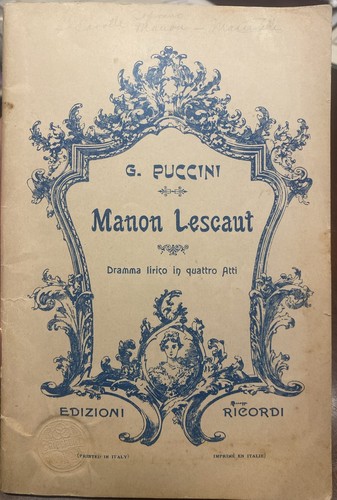 G. PUCCINI
Manon Lescaut
Dramma lirico in quattro Atti
EDIZIONI RICORDI
(PRINTED IN ITALY) IMPRIMÉ EN ITALIE)